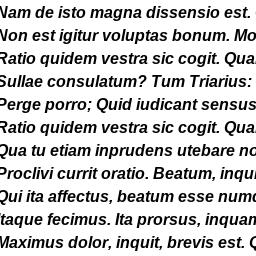 Nam de isto magna dissensio est.
Non est igitur voluptas bonum. Mo
Ratio quidem vestra sic cogit. Qua
Sullae consulatum? Tum Triarius:
Perge porro; Quid iudicant sensus
Ratio quidem vestra sic cogit. Qua
Qua tu etiam inprudens utebare no
Proclivi currit oratio. Beatum, inqui
Qui ita affectus, beatum esse num
Itaque fecimus. Ita prorsus, inquam
Maximus dolor, inquit, brevis est. Q